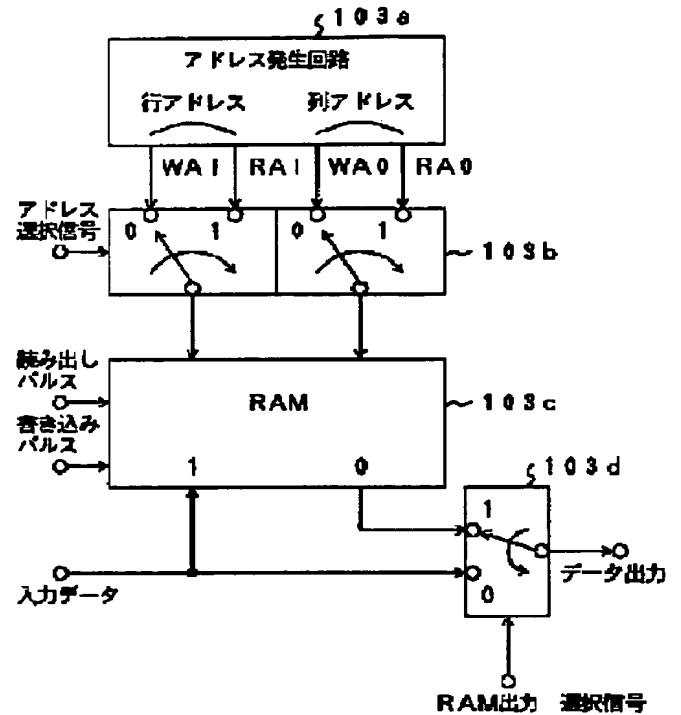 103a
アドレス発生回路
行アドレス 列アドレス
WA1 RA1 WA0 RA0
アドレス
選択信号
0 1 0 1
103b
読み出し
パルス
RAM
103c
書き込み
パルス
1 0
103d
1
入力データ
0
データ出力
RAM出力 選択信号